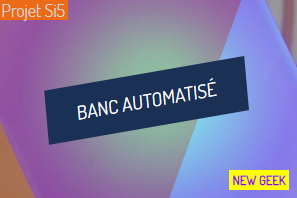 Projet Si5
BANC AUTOMATISÉ
NEW GEEK